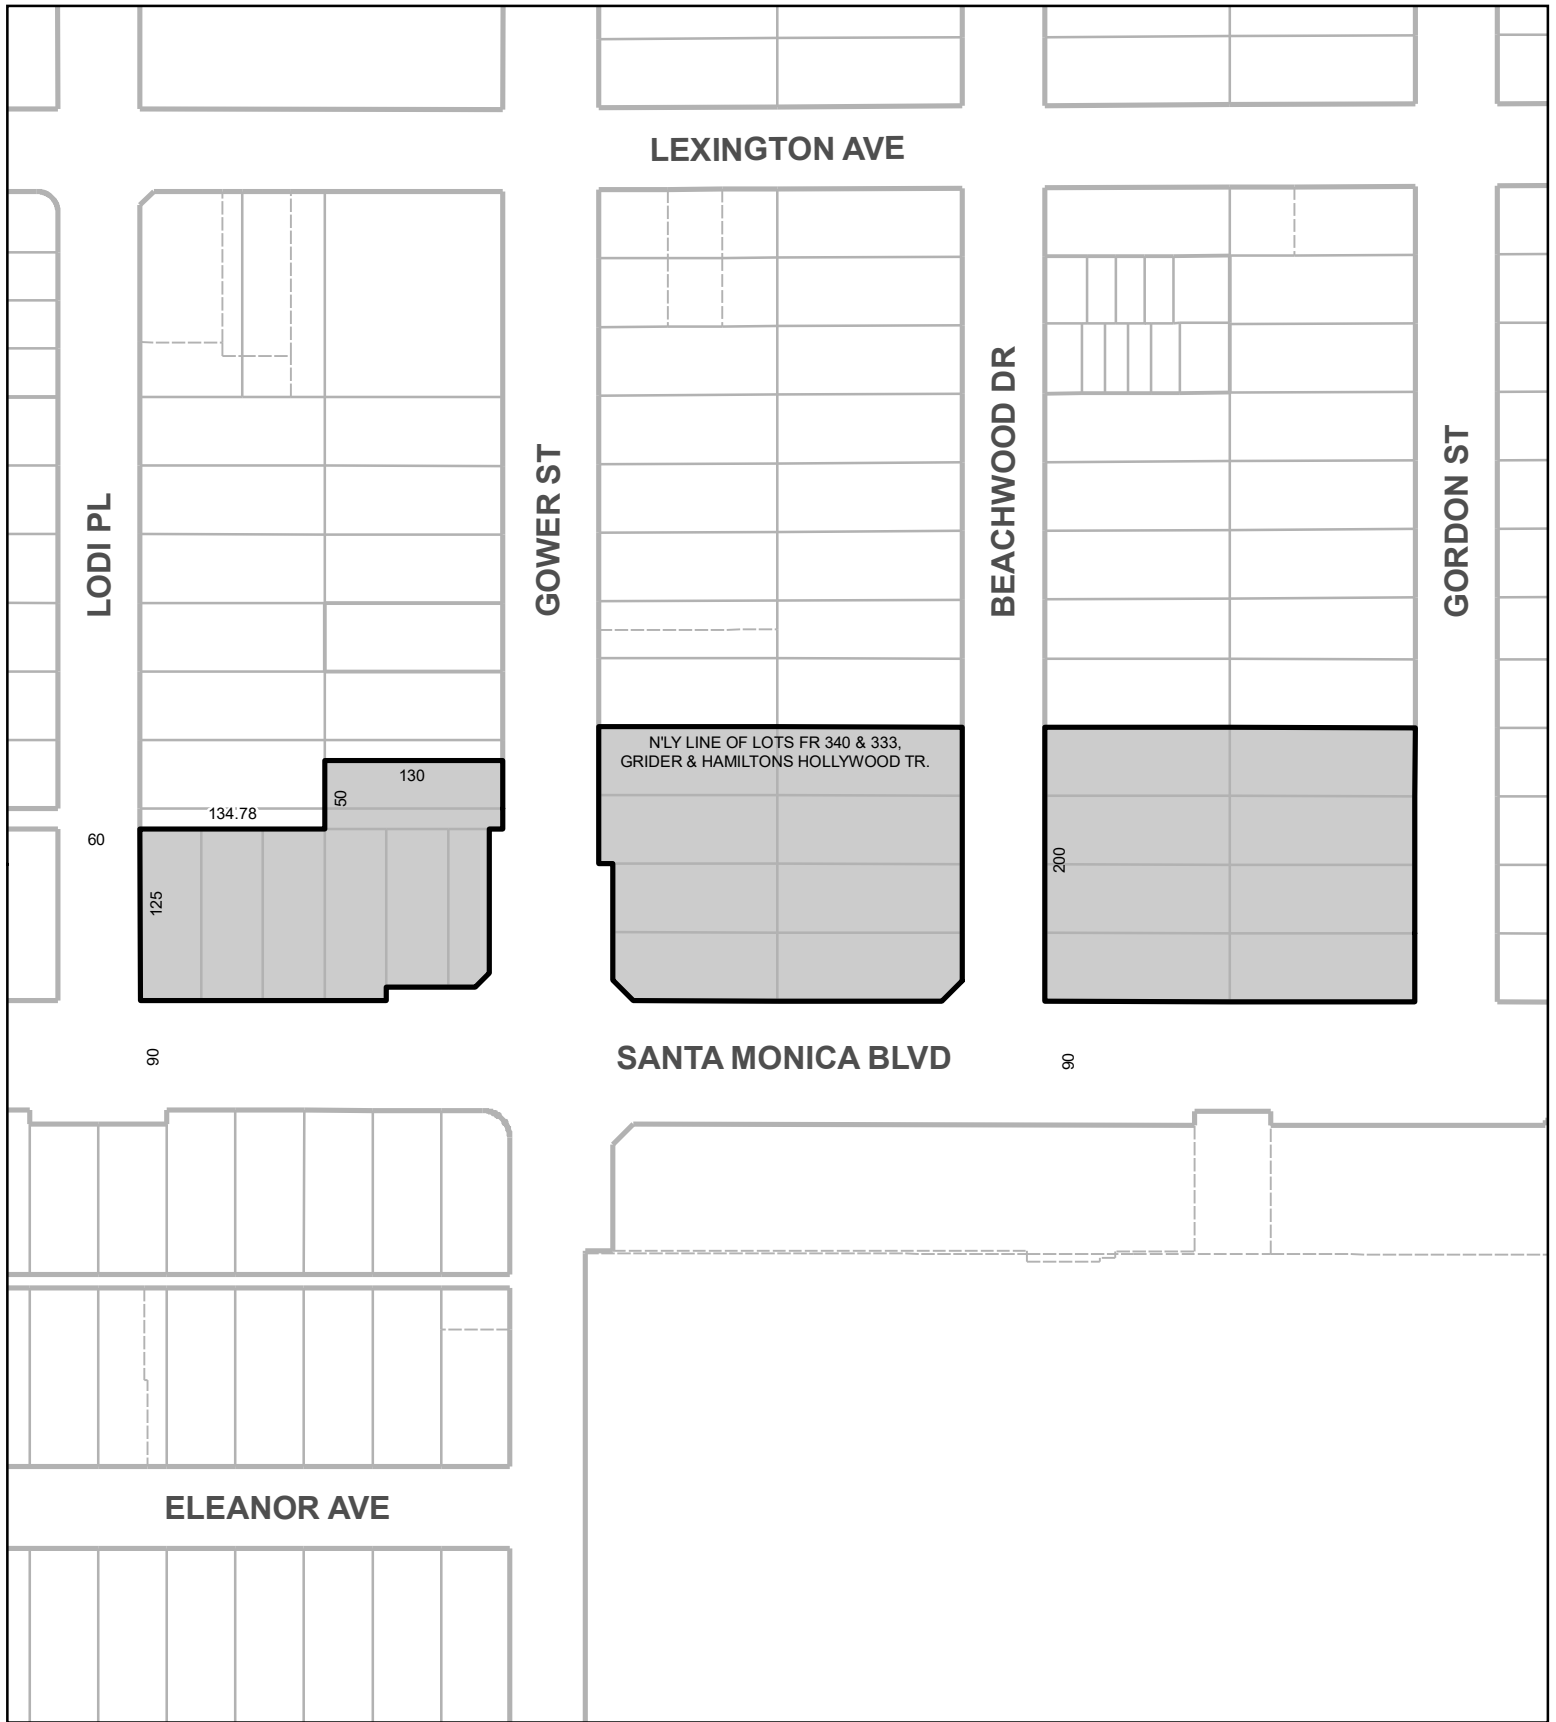 LEXINGTON AVE
LODI PL
GOWER ST
BEACHWOOD DR
GORDON ST
N'LY LINE OF LOTS FR 340 & 333,
GRIDER & HAMILTONS HOLLYWOOD TR.
130
50
134.78
60
125
200
90
SANTA MONICA BLVD
90
ELEANOR AVE